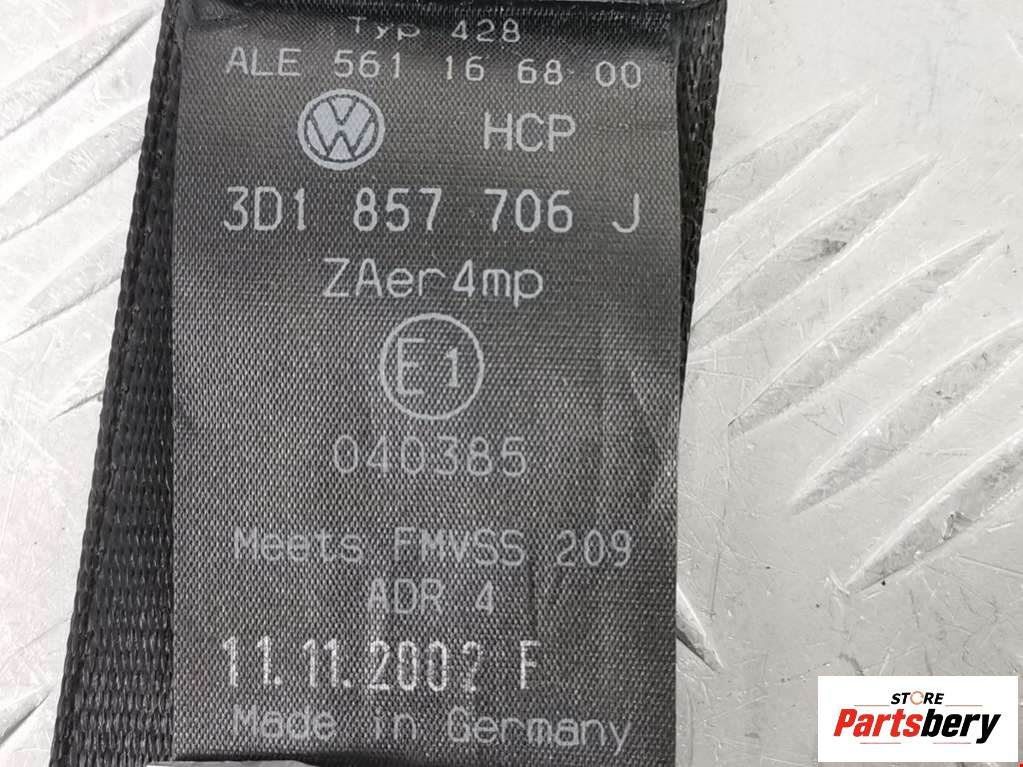 Typ 428
ALE 561 16 68 00
VW HCP
3D1 857 706 J
ZAer4mp
E1
040385
Meets FMVSS 209
ADR 4
11.11.2002 F
Made in Germany
STORE
Partsbery